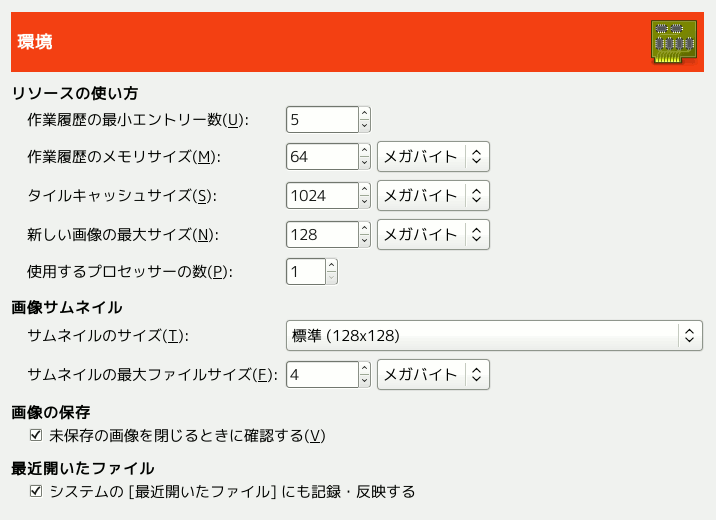 環境
リソースの使い方
作業履歴の最小エントリー数(U): 5
作業履歴のメモリサイズ(M): 64 メガバイト
タイルキャッシュサイズ(S): 1024 メガバイト
新しい画像の最大サイズ(N): 128 メガバイト
使用するプロセッサーの数(P): 1
画像サムネイル
サムネイルのサイズ(T): 標準 (128x128)
サムネイルの最大ファイルサイズ(F): 4 メガバイト
画像の保存
未保存の画像を閉じるときに確認する(V)
最近開いたファイル
システムの [最近開いたファイル] にも記録・反映する